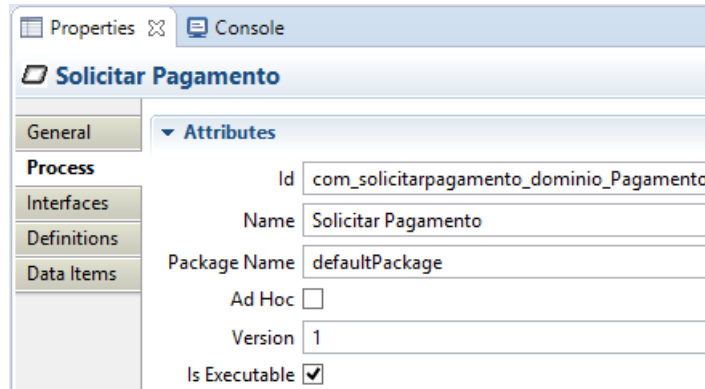 Properties Console
Solicitar Pagamento
General
Process
Interfaces
Definitions
Data Items
Attributes
Id com_solicitarpagamento_dominio_Pagamento
Name Solicitar Pagamento
Package Name defaultPackage
Ad Hoc
Version 1
Is Executable